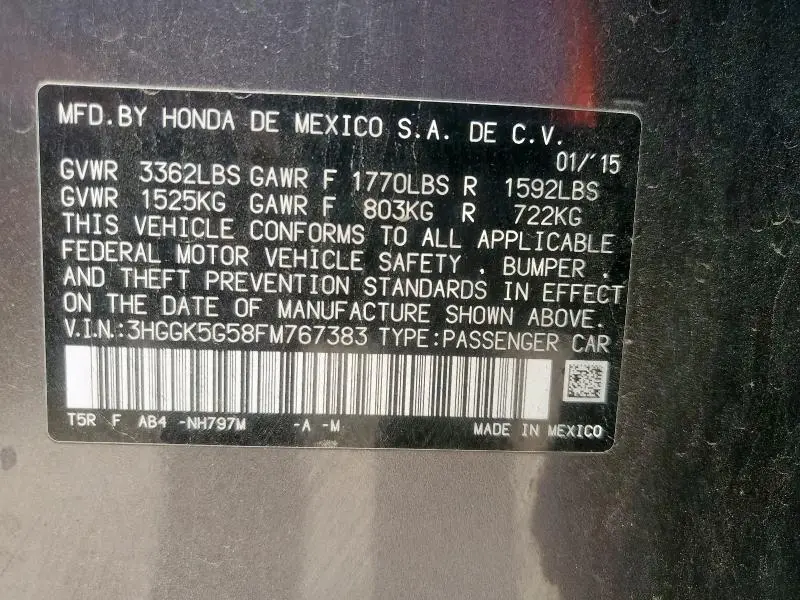 MFD.BY HONDA DE MEXICO S.A. DE C.V.
01/'15
GVWR 3362LBS GAWR F 1770LBS R 1592LBS
GVWR 1525KG GAWR F 803KG R 722KG
THIS VEHICLE CONFORMS TO ALL APPLICABLE
FEDERAL MOTOR VEHICLE SAFETY , BUMPER ,
AND THEFT PREVENTION STANDARDS IN EFFECT
ON THE DATE OF MANUFACTURE SHOWN ABOVE.
V.I.N.:3HGGK5G58FM767383 TYPE:PASSENGER CAR
T5R F AB4 -NH797M -A -M MADE IN MEXICO